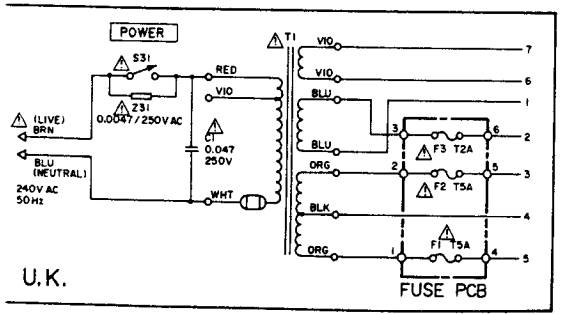 POWER
S31
T1
VIO
7
RED
VIO
6
VIO
BLU
1
Z31
0.0047/250V AC
(LIVE)
BRN
C1
0.047
250V
3
6
2
F3 T2A
BLU
BLU
(NEUTRAL)
ORG
2
5
3
F2 T5A
240V AC
50Hz
WHT
BLK
4
F1 T5A
ORG
1
4
5
U.K.
FUSE PCB